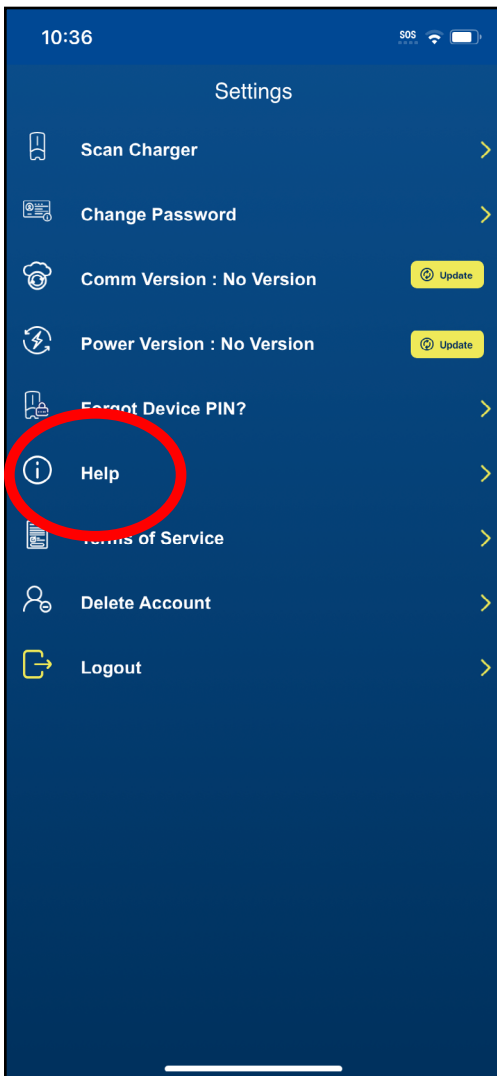 10:36 SOS
Settings
Scan Charger
Change Password
Comm Version : No Version Update
Power Version : No Version Update
Forgot Device PIN?
Help
Terms of Service
Delete Account
Logout